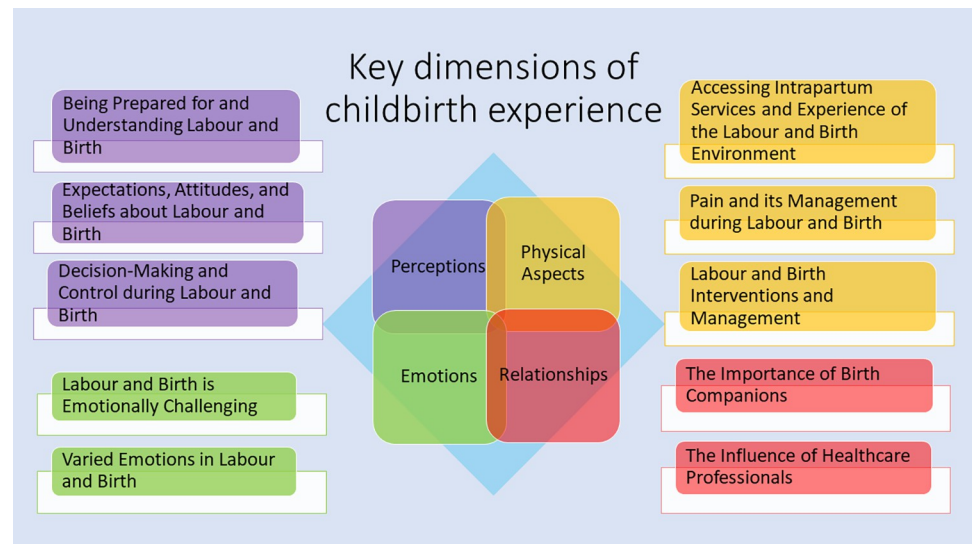 Key dimensions of
childbirth experience
Being Prepared for and
Understanding Labour and
Birth
Expectations, Attitudes, and
Beliefs about Labour and
Birth
Decision-Making and
Control during Labour and
Birth
Labour and Birth is
Emotionally Challenging
Varied Emotions in Labour
and Birth
Perceptions
Physical
Aspects
Emotions
Relationships
Accessing Intrapartum
Services and Experience of
the Labour and Birth
Environment
Pain and its Management
during Labour and Birth
Labour and Birth
Interventions and
Management
The Importance of Birth
Companions
The Influence of Healthcare
Professionals